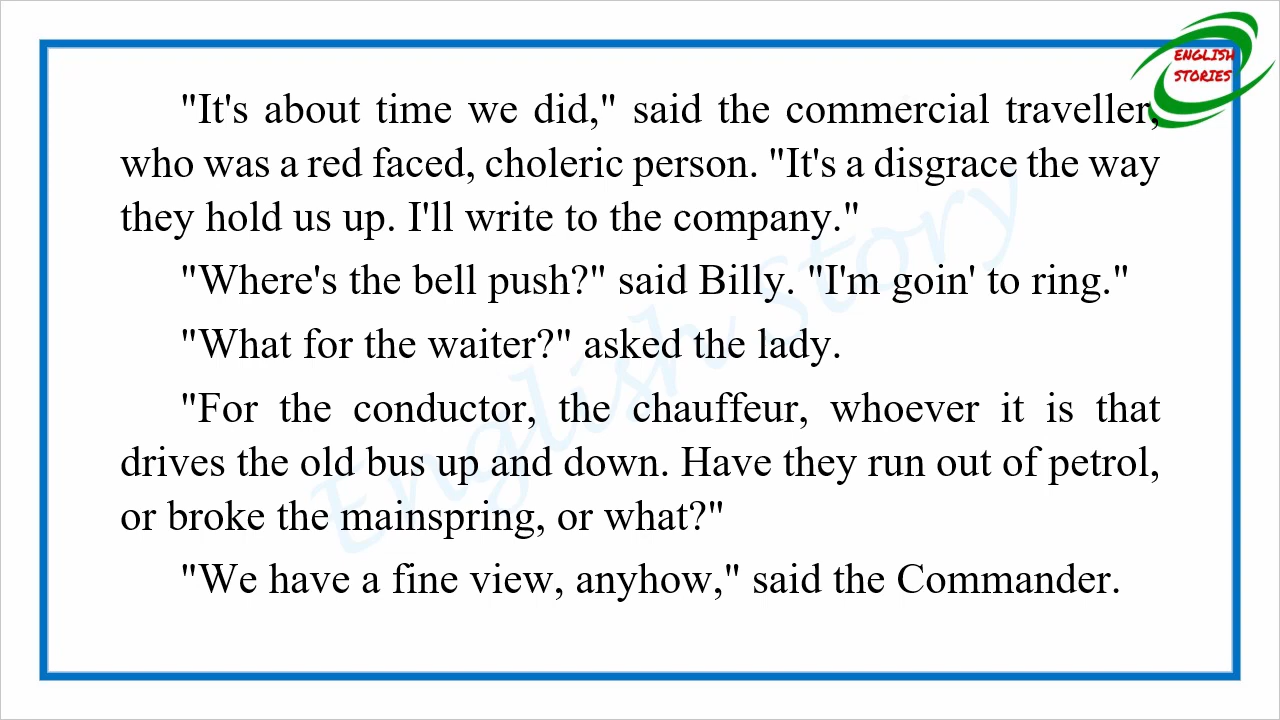 ENGLISH
STORIES
"It's about time we did," said the commercial traveller,
who was a red faced, choleric person. "It's a disgrace the way
they hold us up. I'll write to the company."
"Where's the bell push?" said Billy. "I'm goin' to ring."
"What for the waiter?" asked the lady.
"For the conductor, the chauffeur, whoever it is that
drives the old bus up and down. Have they run out of petrol,
or broke the mainspring, or what?"
"We have a fine view, anyhow," said the Commander.
English Story